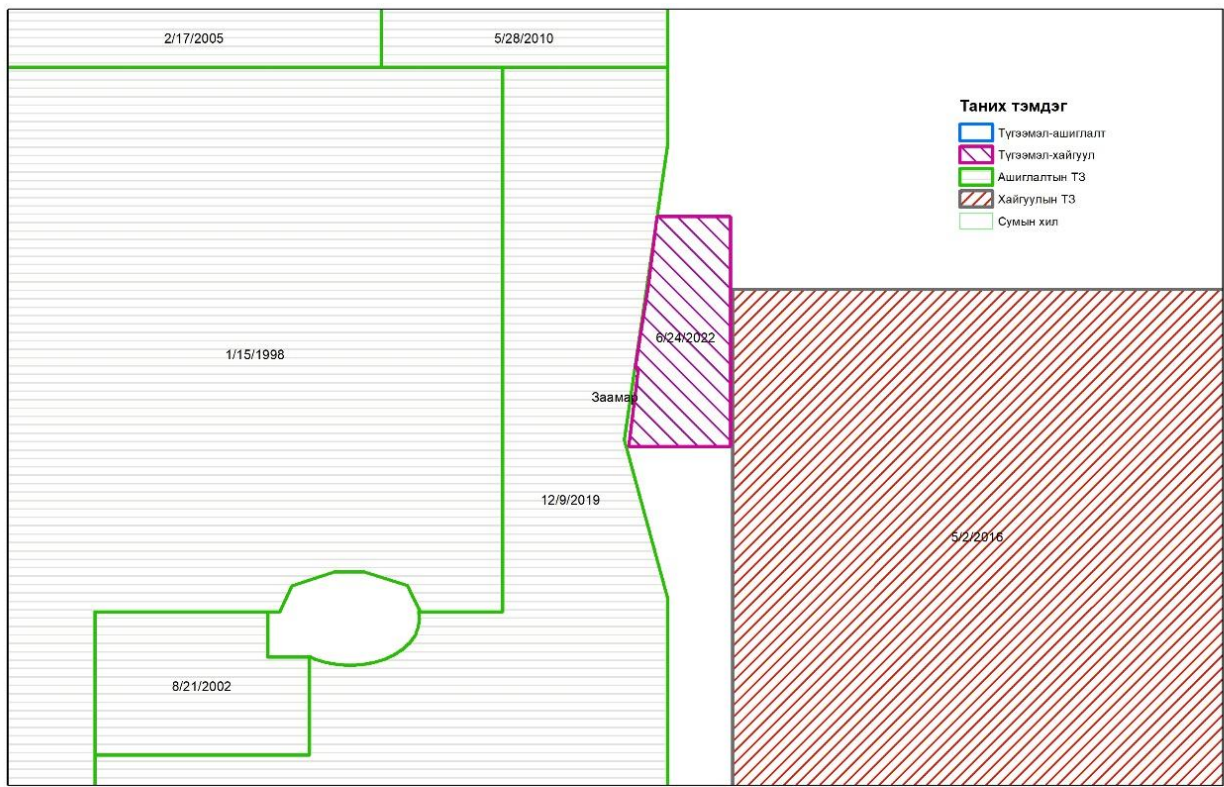 2/17/2005
5/28/2010
Таних тэмдэг
Түгээмэл-ашиглалт
Түгээмэл-хайгуул
Ашиглалтын ТЗ
Хайгуулын ТЗ
Сумын хил
6/24/2022
1/15/1998
Заамар
12/9/2019
5/2/2016
8/21/2002